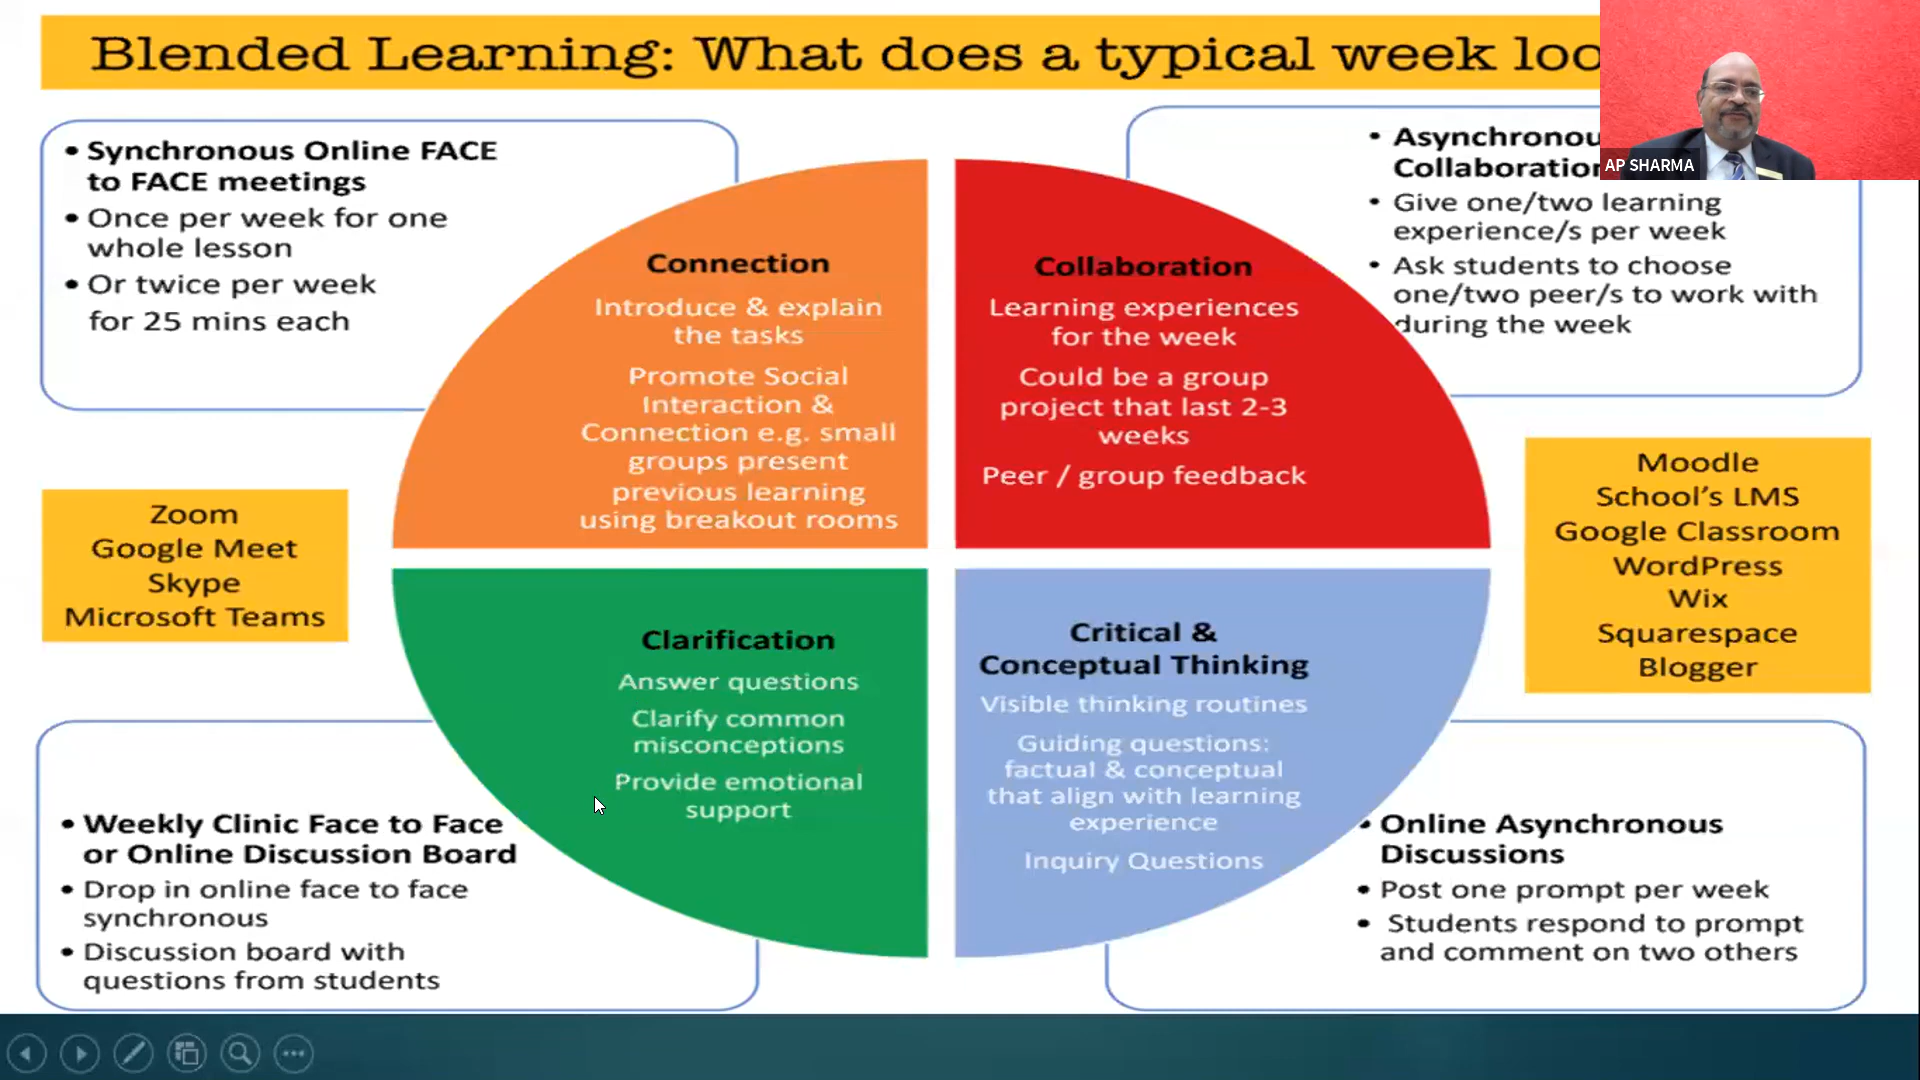 Blended Learning: What does a typical week
AP SHARMA
• Synchronous Online FACE
to FACE meetings
• Once per week for one
whole lesson
• Or twice per week
for 25 mins each
Connection
Introduce & explain
the tasks
Promote Social
Interaction &
Connection e.g. small
groups present
previous learning
using breakout rooms
Collaboration
Learning experiences
for the week
Could be a group
project that last 2-3
weeks
Peer / group feedback
• Asynchronou
Collaboration
• Give one/two learning
experience/s per week
• Ask students to choose
one/two peer/s to work with
during the week
Zoom
Google Meet
Skype
Microsoft Teams
Moodle
School’s LMS
Google Classroom
WordPress
Wix
Squarespace
Blogger
Clarification
Answer questions
Clarify common
misconceptions
Provide emotional
support
Critical &
Conceptual Thinking
Visible thinking routines
Guiding questions:
factual & conceptual
that align with learning
experience
Inquiry Questions
• Weekly Clinic Face to Face
or Online Discussion Board
• Drop in online face to face
synchronous
• Discussion board with
questions from students
• Online Asynchronous
Discussions
• Post one prompt per week
• Students respond to prompt
and comment on two others